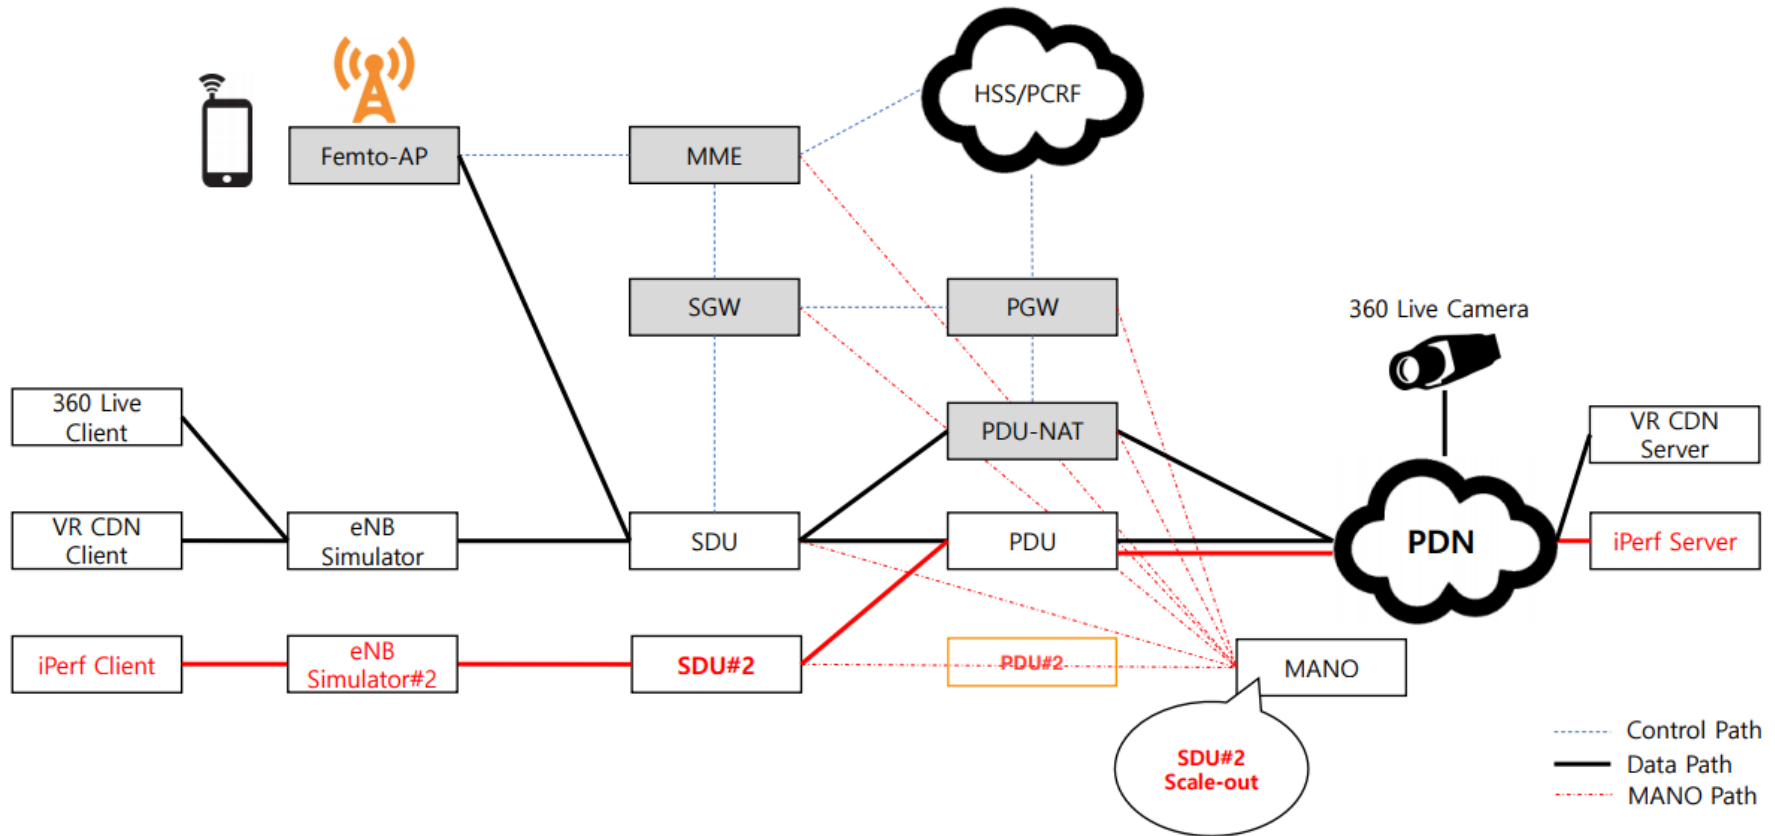 HSS/PCRF
Femto-AP
MME
SGW
PGW
360 Live Camera
360 Live
Client
PDU-NAT
VR CDN
Server
VR CDN
Client
eNB
Simulator
SDU
PDU
PDN
iPerf Server
iPerf Client
eNB
Simulator#2
SDU#2
PDU#2
MANO
SDU#2
Scale-out
Control Path
Data Path
MANO Path